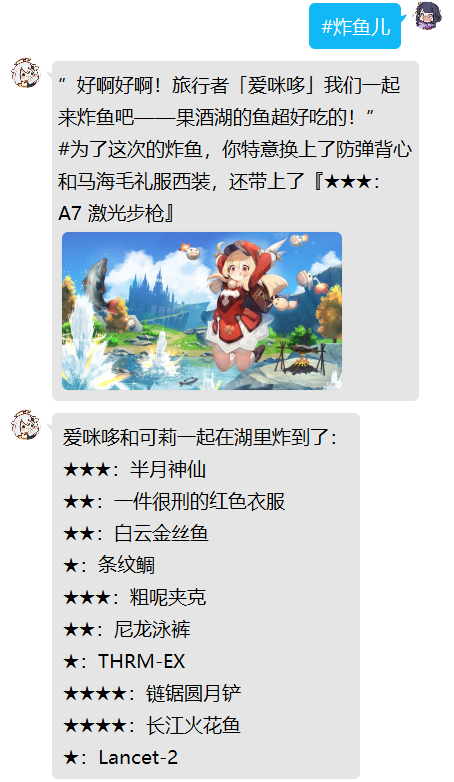 #炸鱼儿
”好啊好啊！旅行者「爱咪哆」我们一起
来炸鱼吧——果酒湖的鱼超好吃的！”
#为了这次的炸鱼，你特意换上了防弹背心
和马海毛礼服西装，还带上了『★★★：
A7 激光步枪』
爱咪哆和可莉一起在湖里炸到了：
★★★：半月神仙
★★：一件很刑的红色衣服
★★：白云金丝鱼
★：条纹鲷
★★★：粗呢夹克
★★：尼龙泳裤
★：THRM-EX
★★★★：链锯圆月铲
★★★★：长江火花鱼
★：Lancet-2